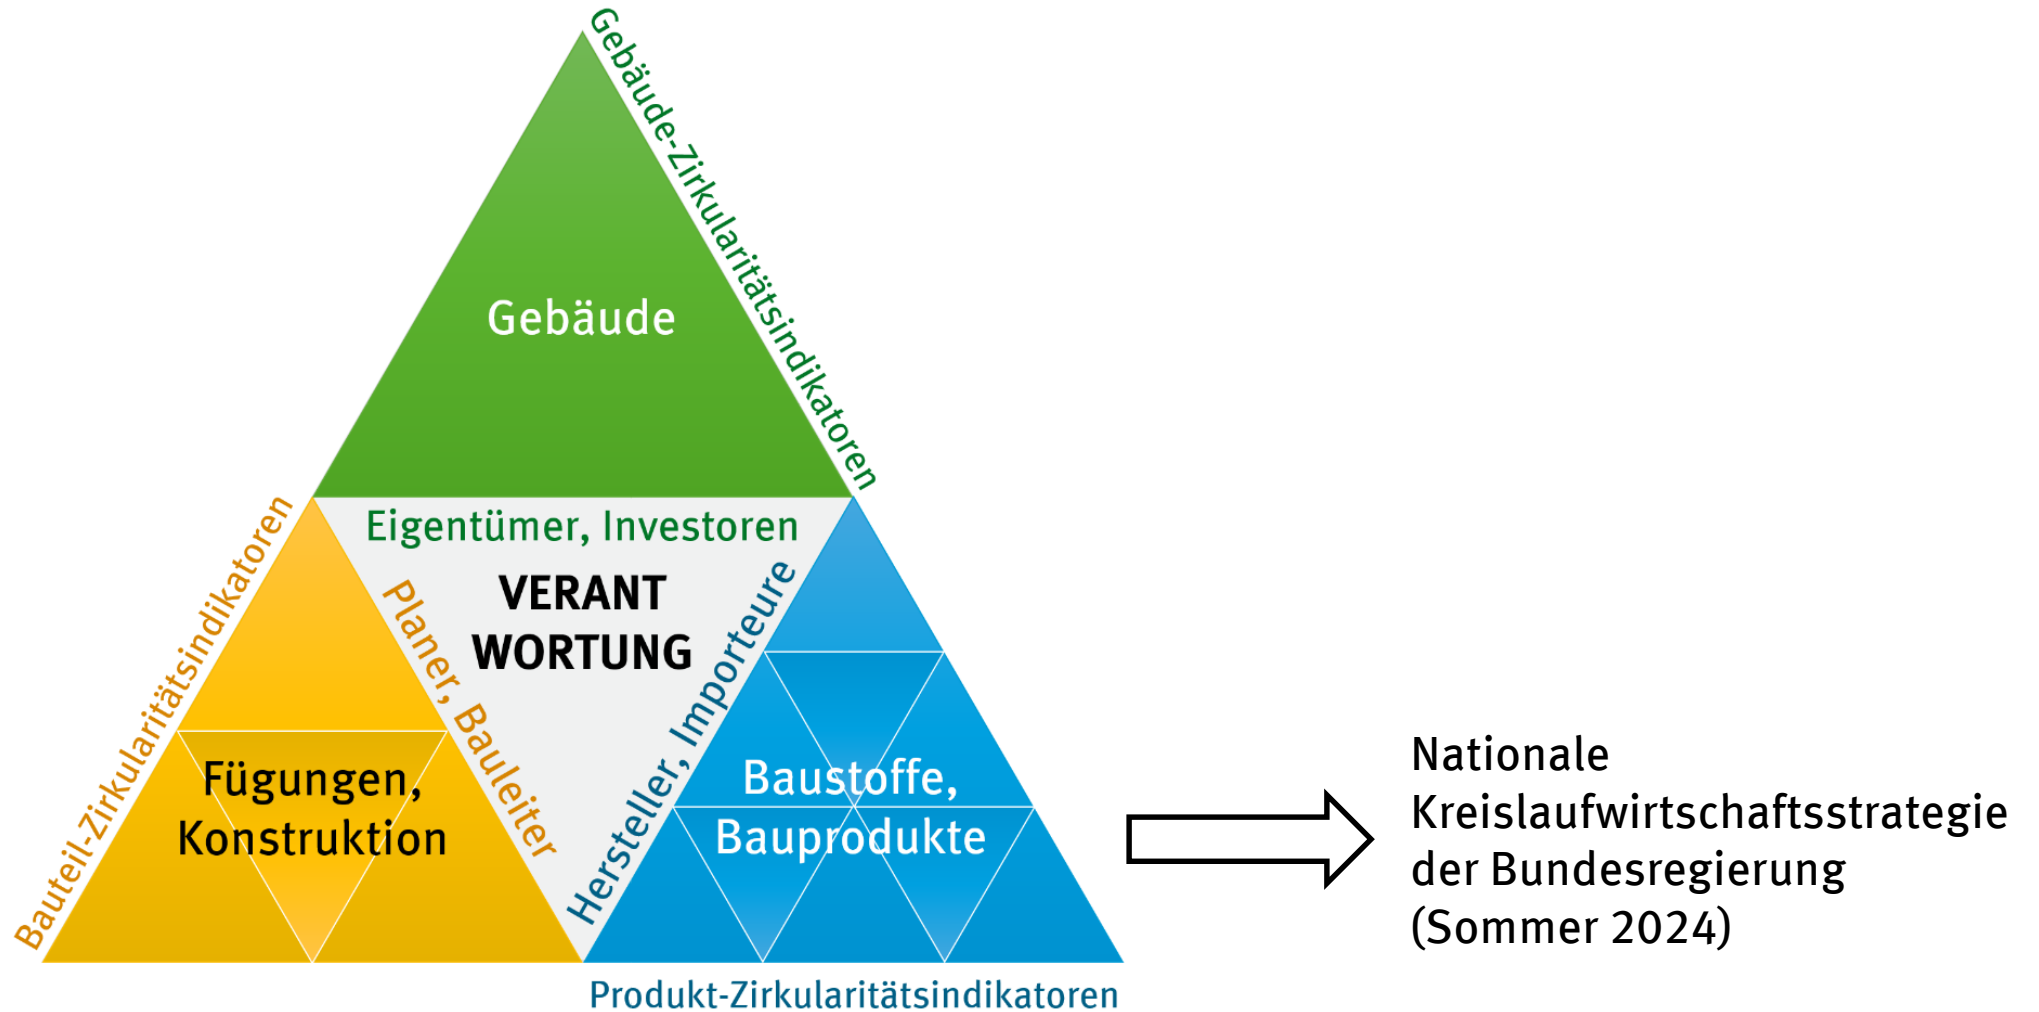 Gebäude-Zirkularitätsindikatoren
Gebäude
Eigentümer, Investoren
VERANT
WORTUNG
Planer, Bauleiter
Hersteller, Importeure
Bauteil-Zirkularitätsindikatoren
Fügungen,
Konstruktion
Baustoffe,
Bauprodukte
Produkt-Zirkularitätsindikatoren
Nationale
Kreislaufwirtschaftsstrategie
der Bundesregierung
(Sommer 2024)